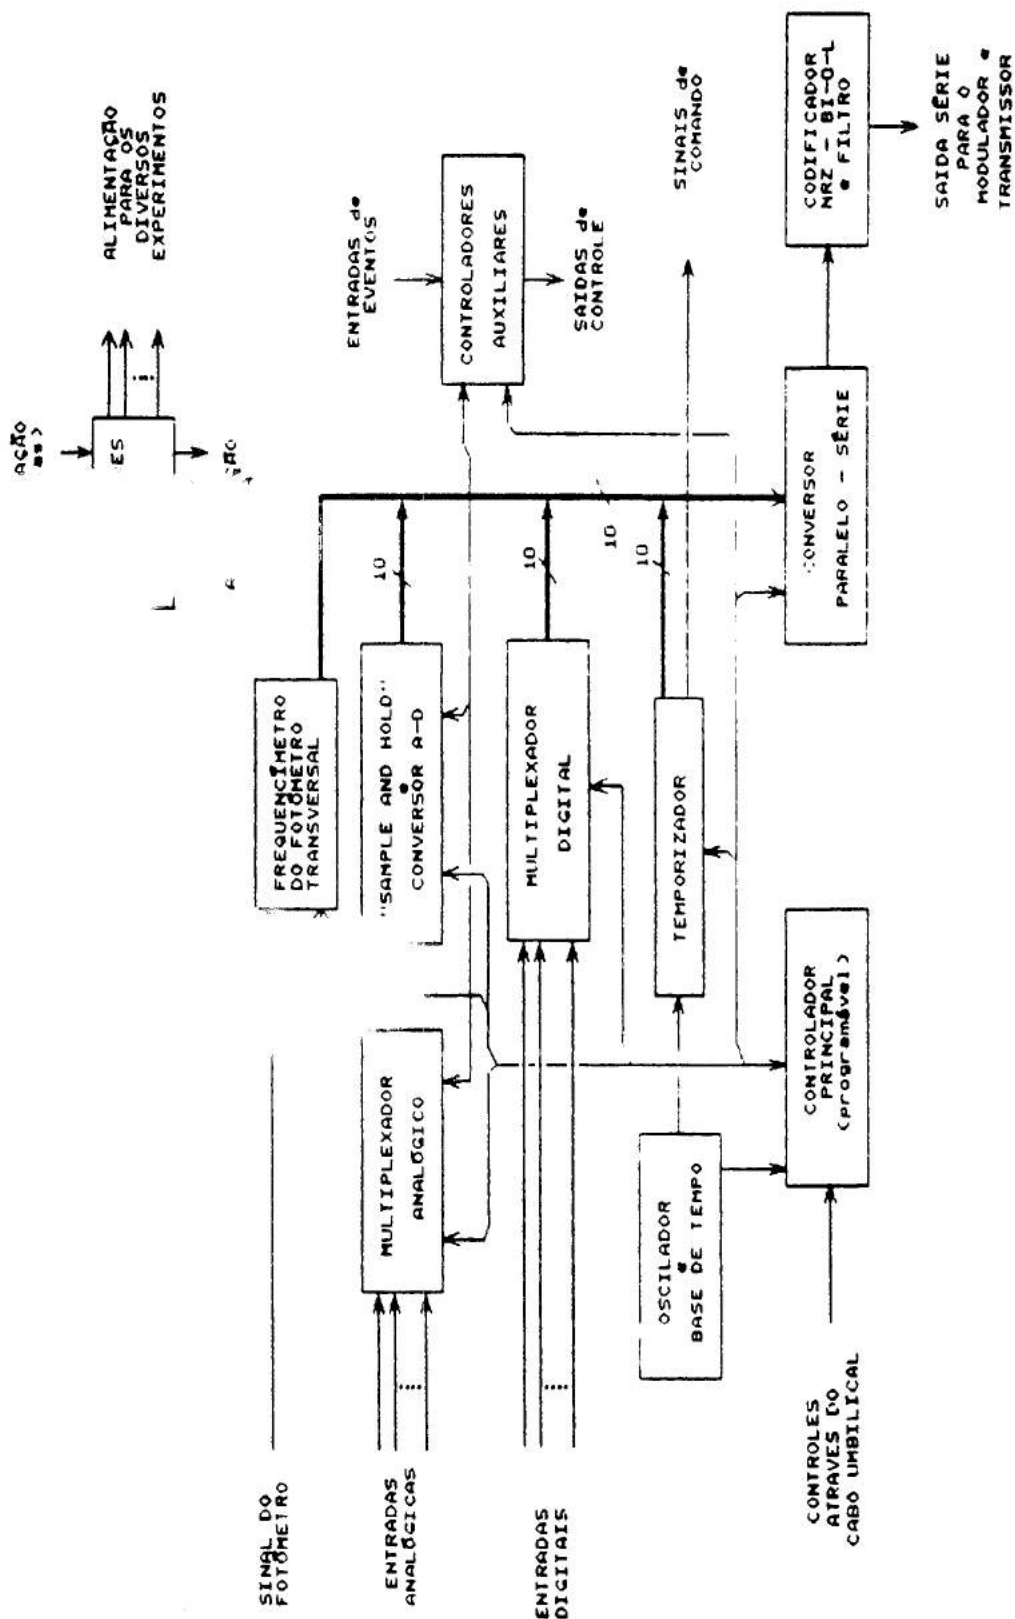 ALIMENTAÇÃO
PARA OS
DIVERSOS
EXPERIMENTOS
SINAL DO
FOTÔMETRO
FREQUENCÍMETRO
DO FOTÔMETRO
TRANSVERSAL
ENTRADAS
ANALÓGICAS
MULTIPLEXADOR
ANALÓGICO
"SAMPLE AND HOLD"
e
CONVERSOR A-D
10
ENTRADAS de
EVENTOS
CONTROLADORES
AUXILIARES
SAIDAS de
CONTROLE
ENTRADAS
DIGITAIS
MULTIPLEXADOR
DIGITAL
10
10
OSCILADOR
e
BASE DE TEMPO
TEMPORIZADOR
10
SINAIS de
COMANDO
CONTROLES
ATRAVES DO
CABO UMBILICAL
CONTROLADOR
PRINCIPAL
(programável)
CONVERSOR
PARALELO - SÉRIE
CODIFICADOR
NRZ - BI-O-L
e FILTRO
SAIDA SÉRIE
PARA O
MODULADOR e
TRANSMISSOR